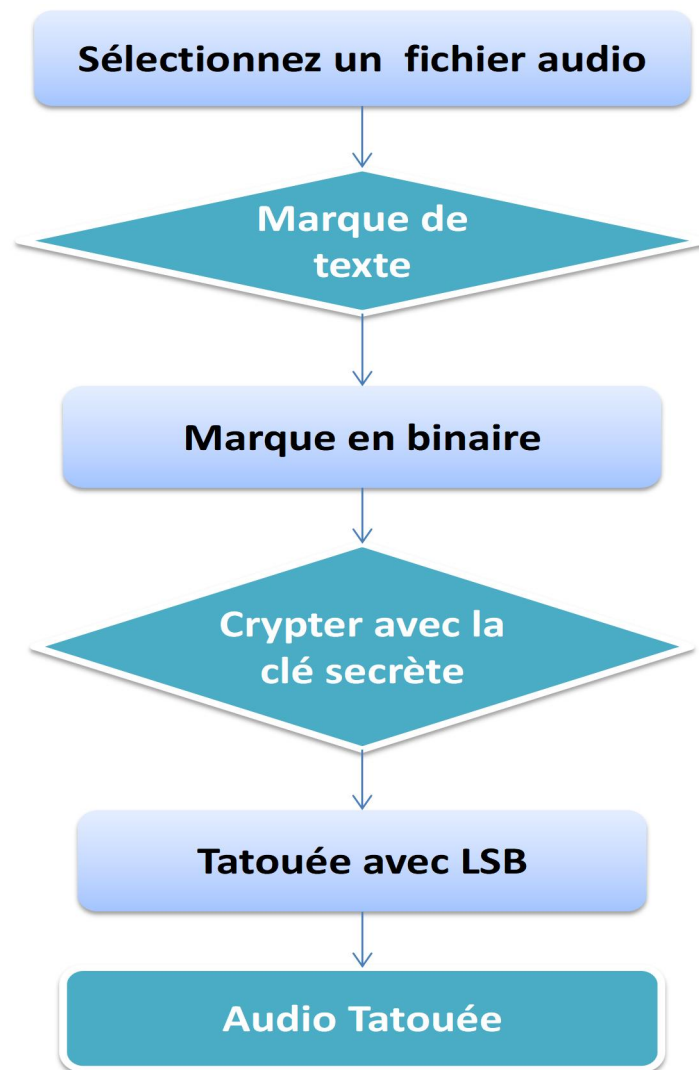 Sélectionnez un fichier audio
Marque de
texte
Marque en binaire
Crypter avec la
clé secrète
Tatouée avec LSB
Audio Tatouée